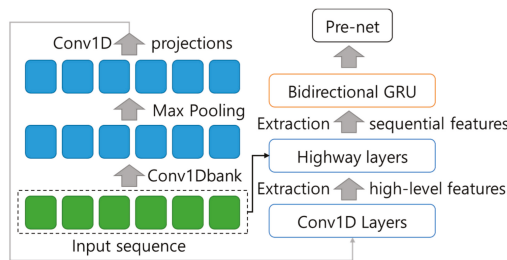 Conv1D projections
Max Pooling
Conv1Dbank
Input sequence
Pre-net
Bidirectional GRU
Extraction sequential features
Highway layers
Extraction high-level features
Conv1D Layers